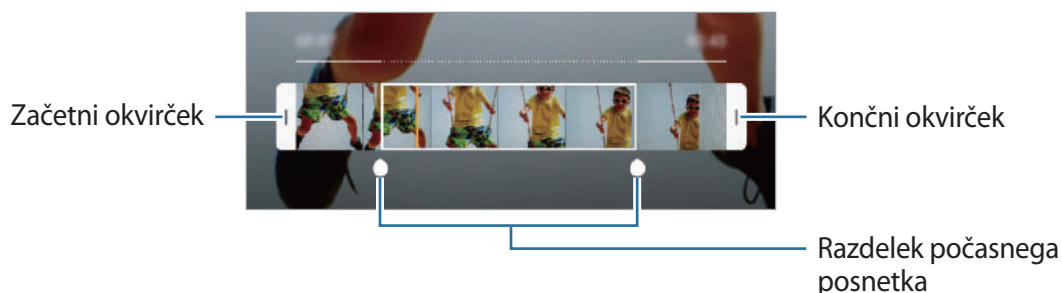 Začetni okvirček
Končni okvirček
Razdelek počasnega
posnetka